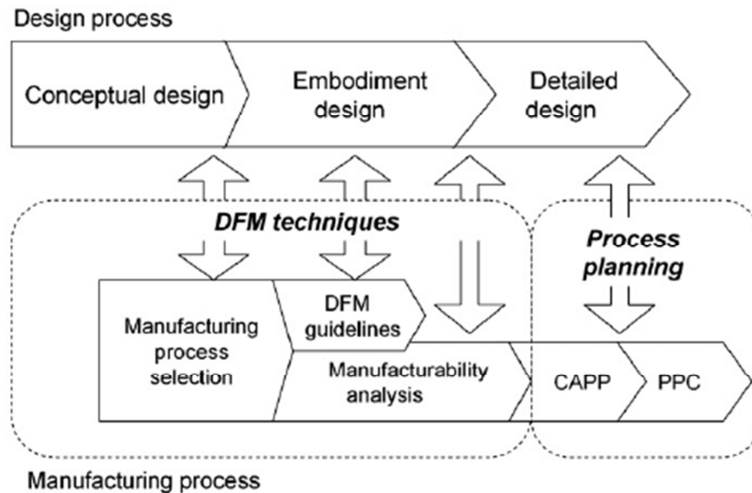 Design process
Conceptual design
Embodiment
design
Detailed
design
DFM techniques
Process
planning
Manufacturing
process
selection
DFM
guidelines
Manufacturability
analysis
CAPP
PPC
Manufacturing process